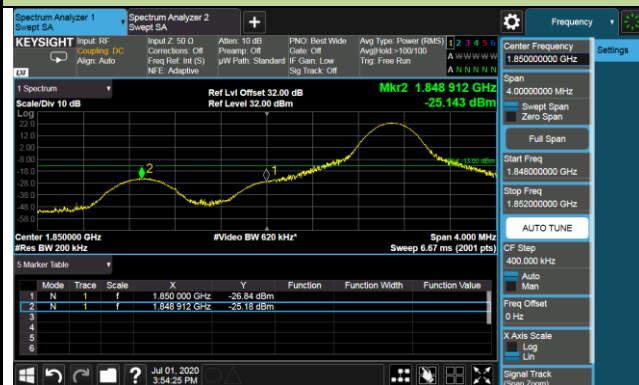 Spectrum Analyzer 1
Swept SA
Spectrum Analyzer 2
Swept SA
+
Frequency
KEYSIGHT
Input: RF
Coupling: DC
Align: Auto
Input Z: 50 Ω
Corrections: Off
Freq Ref: Int (S)
NFE: Adaptive
Atten: 10 dB
Preamp: Off
µW Path: Standard
PNO: Best Wide
Gate: Off
IF Gain: Low
Sig Track: Off
Avg Type: Power (RMS)
Avg|Hold:>100/100
Trig: Free Run
1 2 3 4 5 6
A W W W W W
A N N N N N
LXI
1 Spectrum
Scale/Div 10 dB
Log
Ref Lvl Offset 32.00 dB
Ref Level 32.00 dBm
Mkr2 1.848 912 GHz
-25.143 dBm
22.0
12.0
2.00
-8.00
-18.0
-28.0
-38.0
-48.0
-58.0
2
1
-13.00 dBm
Center 1.850000 GHz
#Res BW 200 kHz
#Video BW 620 kHz*
Span 4.000 MHz
Sweep 6.67 ms (2001 pts)
5 Marker Table
Mode Trace Scale X Y Function Function Width Function Value
1 N 1 f 1.850 000 GHz -26.84 dBm
2 N 1 f 1.848 912 GHz -25.18 dBm
3
4
5
6
?
Jul 01, 2020
3:54:25 PM
Center Frequency
1.850000000 GHz
Span
4.00000000 MHz
Swept Span
Zero Span
Full Span
Start Freq
1.848000000 GHz
Stop Freq
1.852000000 GHz
AUTO TUNE
CF Step
400.000 kHz
Auto
Man
Freq Offset
0 Hz
X Axis Scale
Log
Lin
Signal Track
(Span Zoom)
Settings